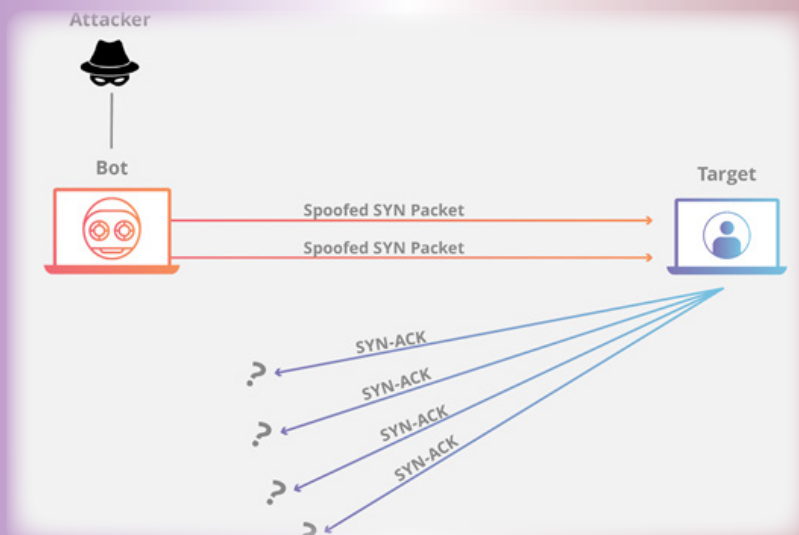 Attacker
Bot
Target
Spoofed SYN Packet
Spoofed SYN Packet
SYN-ACK
?
SYN-ACK
?
SYN-ACK
?
SYN-ACK
?